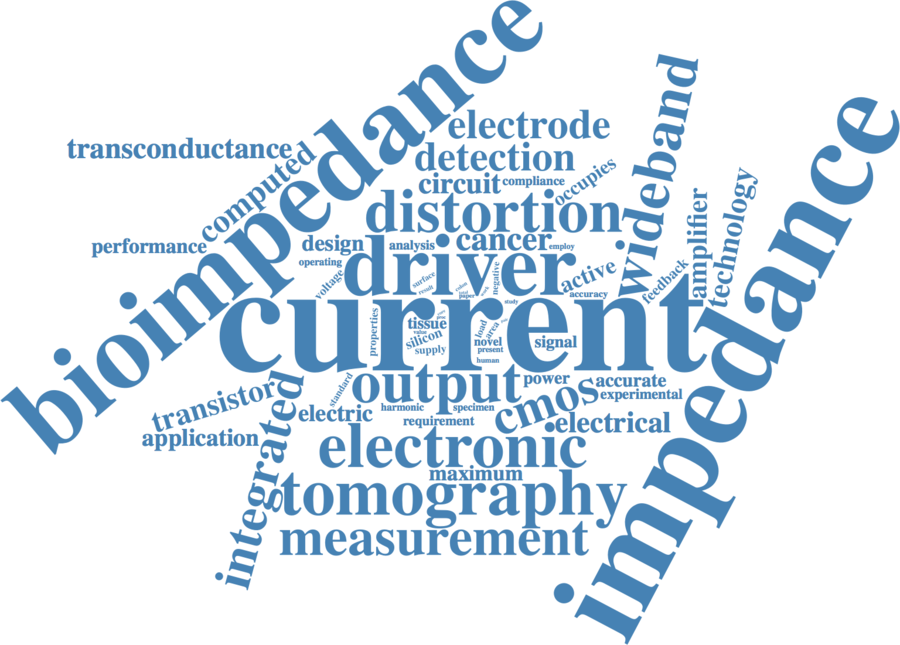 bioimpedance
impedance
wideband
electrode
transconductance
detection
computed
circuit
compliance
occupies
distortion
technology
amplifier
performance
design
analysis
cancer
employ
operating
driver
active
feedback
voltage
surface
negative
result
paper
accuracy
study
current
properties
tissue
value
silicon
supply
load
area
novel
present
human
signal
standard
output
power
accurate
experimental
transistor
integrated
electric
harmonic
specimen
cmos
requirement
electrical
application
electronic
maximum
tomography
measurement